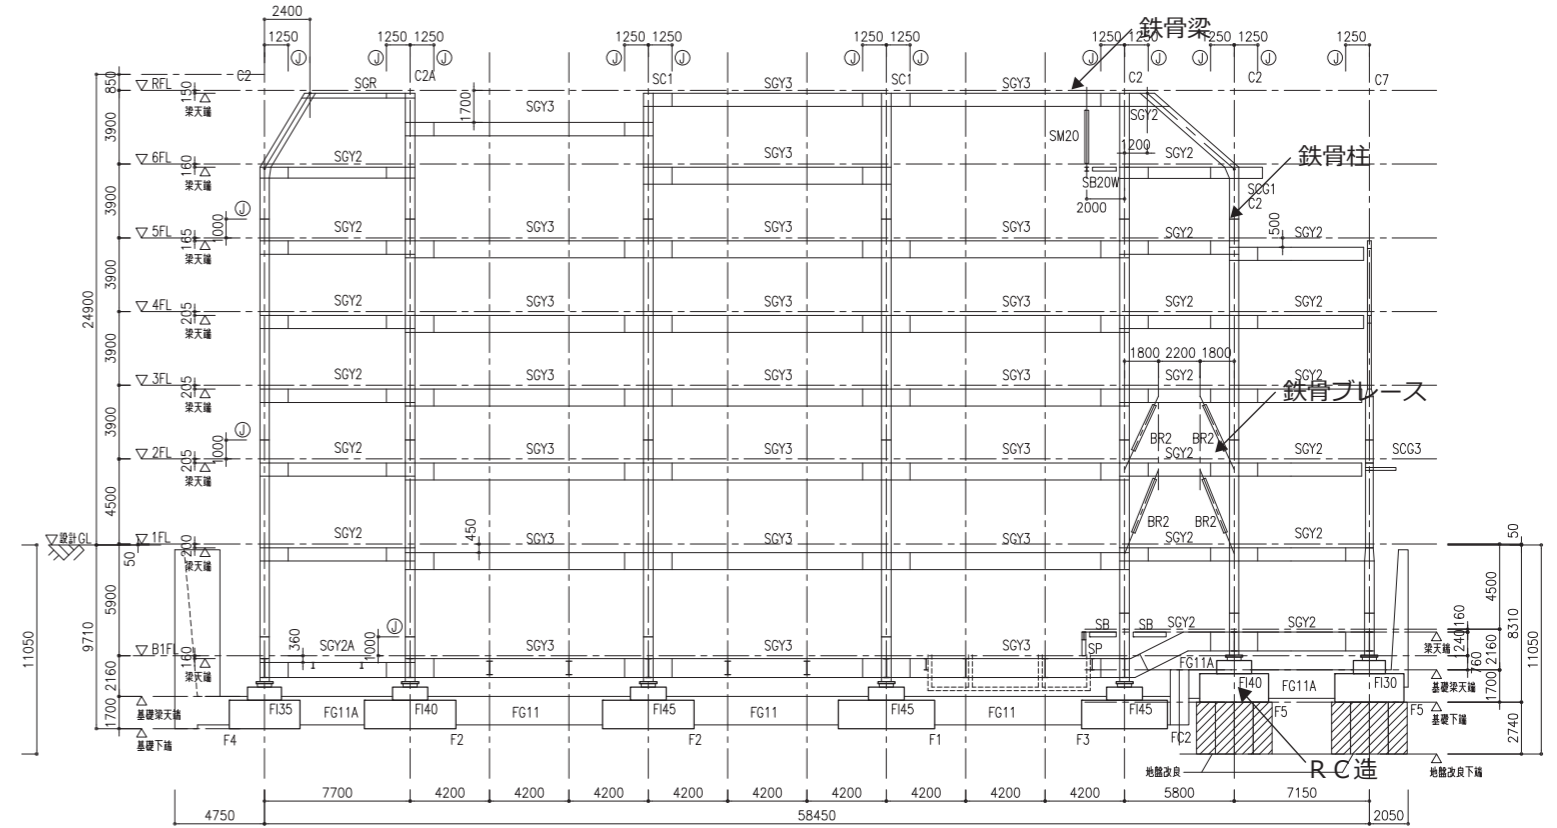 2400
鉄骨梁
1250 1250 1250 1250 1250 1250 1250 1250 1250 1250 1250 1250
J J J J J J J J J J J
850 ▽RFL C2 SGR C2A SC1 SGY3 SC1 SGY3 C2 C2 C7
150 梁天端 1700 SGY3 SGY2
3900 SM20 1200
▽6FL SGY2 SGY3 SGY2 鉄骨柱
160 梁天端 SB20W SCG1
3900 2000 C2
J 1000 500
▽5FL SGY2 SGY3 SGY3 SGY3 SGY2 SGY2
165 梁天端
24900 3900
▽4FL SGY2 SGY3 SGY3 SGY3 SGY2 SGY2
205 梁天端
3900 1800 2200 1800
▽3FL SGY2 SGY3 SGY3 SGY3 SGY2 SGY2
205 梁天端 鉄骨ブレース
3900 J 1000 BR2 BR2
▽2FL SGY2 SGY3 SGY3 SGY3 SGY2 SGY2 SCG3
205 梁天端
4500 450 BR2 BR2
▽設計GL ▽1FL SGY2 SGY3 SGY3 SGY3 SGY2 SGY2 50
50 200 梁天端
5900 9710 11050 4500 8310 11050
360 J 1000 SB SB SGY2 SGY2 160
▽B1FL SGY2A SGY3 SGY3 SGY3 SP 240 梁天端
160 梁天端 FG11A 760 2160
2160 基礎梁天端 基礎梁天端
1700 FI35 FG11A FI40 FG11 FI45 FG11 FI45 FG11 FI45 FI40 FG11A FI30 1700
基礎下端 F4 F2 F2 F1 F3 FC2 F5 F5 基礎下端
2740
地盤改良 RC造 地盤改良下端
7700 4200 4200 4200 4200 4200 4200 4200 4200 4200 5800 7150
4750 58450 2050